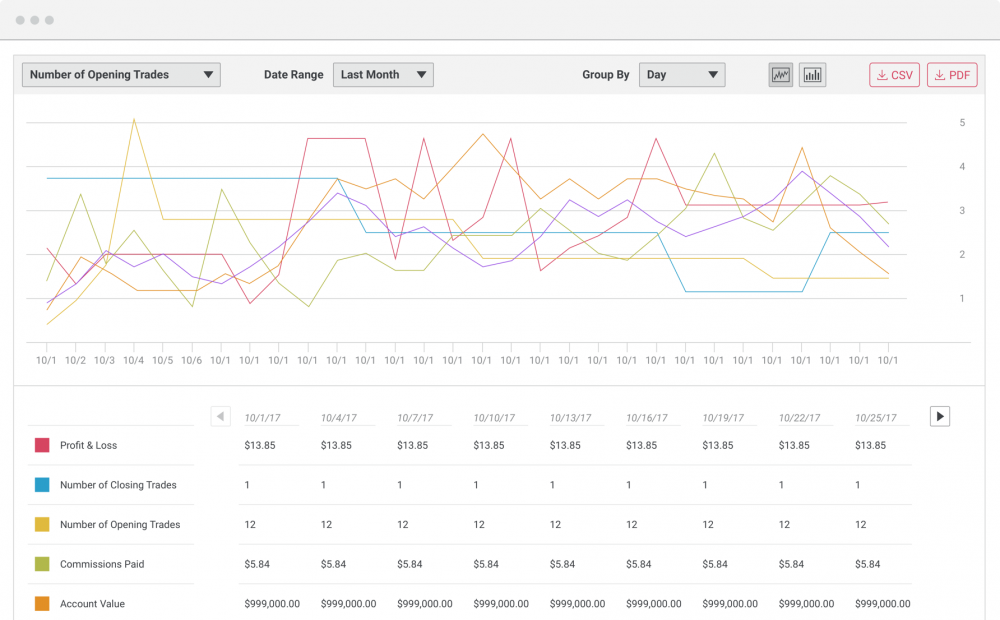 Number of Opening Trades Date Range Last Month Group By Day CSV PDF
5
4
3
2
1
10/1 10/2 10/3 10/4 10/5 10/6 10/1 10/1 10/1 10/1 10/1 10/1 10/1 10/1 10/1 10/1 10/1 10/1 10/1 10/1 10/1 10/1 10/1 10/1 10/1 10/1 10/1 10/1 10/1 10/1
10/1/17 10/4/17 10/7/17 10/10/17 10/13/17 10/16/17 10/19/17 10/22/17 10/25/17
Profit & Loss $13.85 $13.85 $13.85 $13.85 $13.85 $13.85 $13.85 $13.85 $13.85
Number of Closing Trades 1 1 1 1 1 1 1 1 1
Number of Opening Trades 12 12 12 12 12 12 12 12 12
Commissions Paid $5.84 $5.84 $5.84 $5.84 $5.84 $5.84 $5.84 $5.84 $5.84
Account Value $999,000.00 $999,000.00 $999,000.00 $999,000.00 $999,000.00 $999,000.00 $999,000.00 $999,000.00 $999,000.00